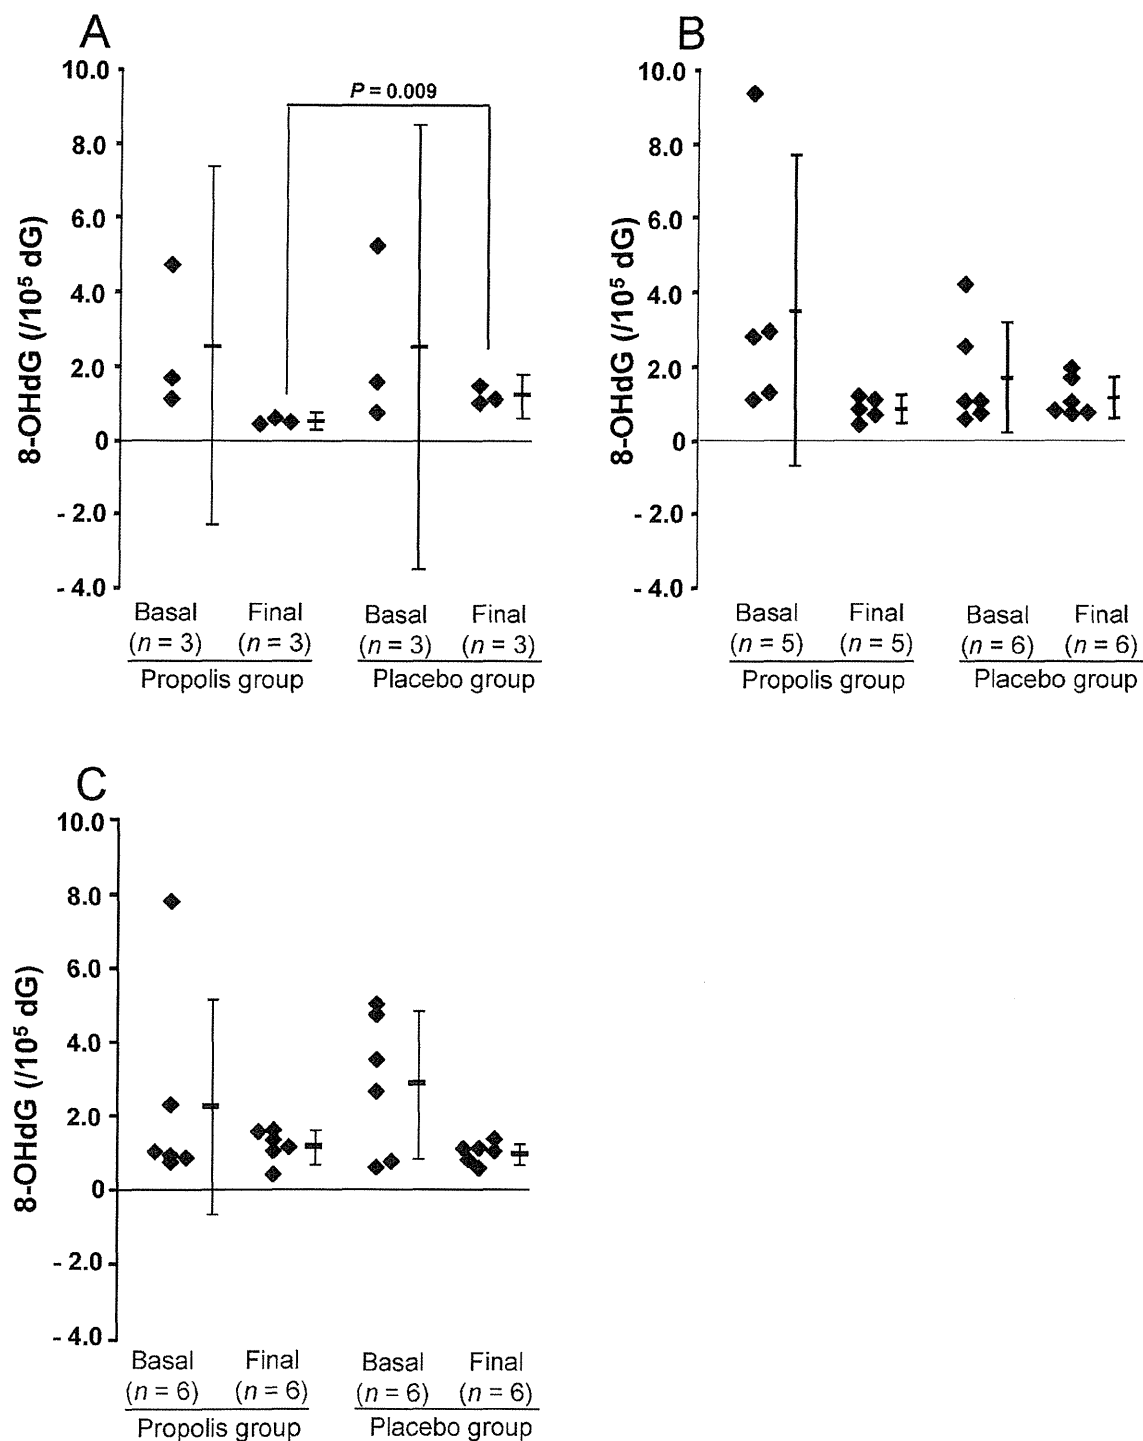 A
10.0
8.0
6.0
4.0
2.0
0
- 2.0
- 4.0
8-OHdG (/10⁵ dG)
P = 0.009
Basal Final Basal Final
(n = 3) (n = 3) (n = 3) (n = 3)
Propolis group Placebo group
B
10.0
8.0
6.0
4.0
2.0
0
- 2.0
- 4.0
8-OHdG (/10⁵ dG)
Basal Final Basal Final
(n = 5) (n = 5) (n = 6) (n = 6)
Propolis group Placebo group
C
10.0
8.0
6.0
4.0
2.0
0
- 2.0
- 4.0
8-OHdG (/10⁵ dG)
Basal Final Basal Final
(n = 6) (n = 6) (n = 6) (n = 6)
Propolis group Placebo group